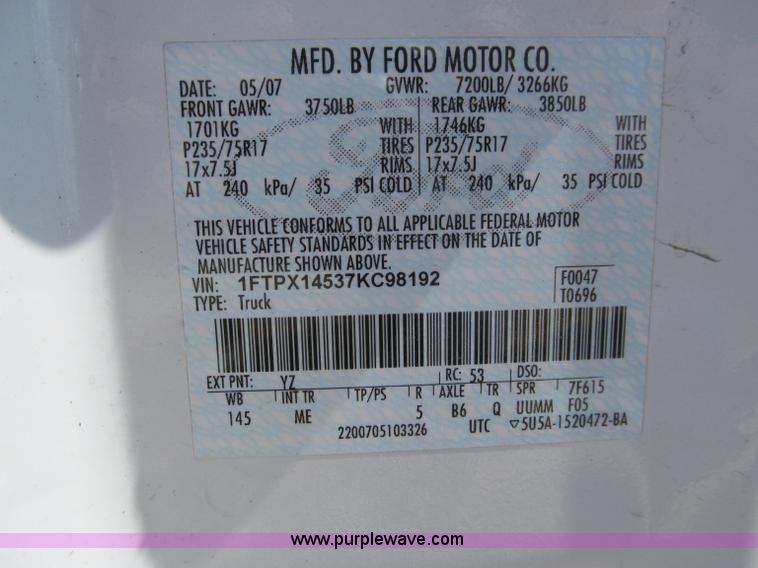 MFD. BY FORD MOTOR CO.
DATE: 05/07 GVWR: 7200LB/ 3266KG
FRONT GAWR: 3750LB REAR GAWR: 3850LB
1701KG WITH 1746KG WITH
P235/75R17 TIRES P235/75R17 TIRES
17x7.5J RIMS 17x7.5J RIMS
AT 240 kPa/ 35 PSI COLD AT 240 kPa/ 35 PSI COLD
THIS VEHICLE CONFORMS TO ALL APPLICABLE FEDERAL MOTOR
VEHICLE SAFETY STANDARDS IN EFFECT ON THE DATE OF
MANUFACTURE SHOWN ABOVE.
VIN: 1FTPX14537KC98192 F0047
TYPE: Truck T0696
EXT PNT: YZ RC: 53 DSO:
WB INT TR TP/PS R AXLE TR SPR 7F615
145 ME 5 B6 Q UUMM F05
2200705103326 UTC ▽5U5A-1520472-BA
Ford
www.purplewave.com